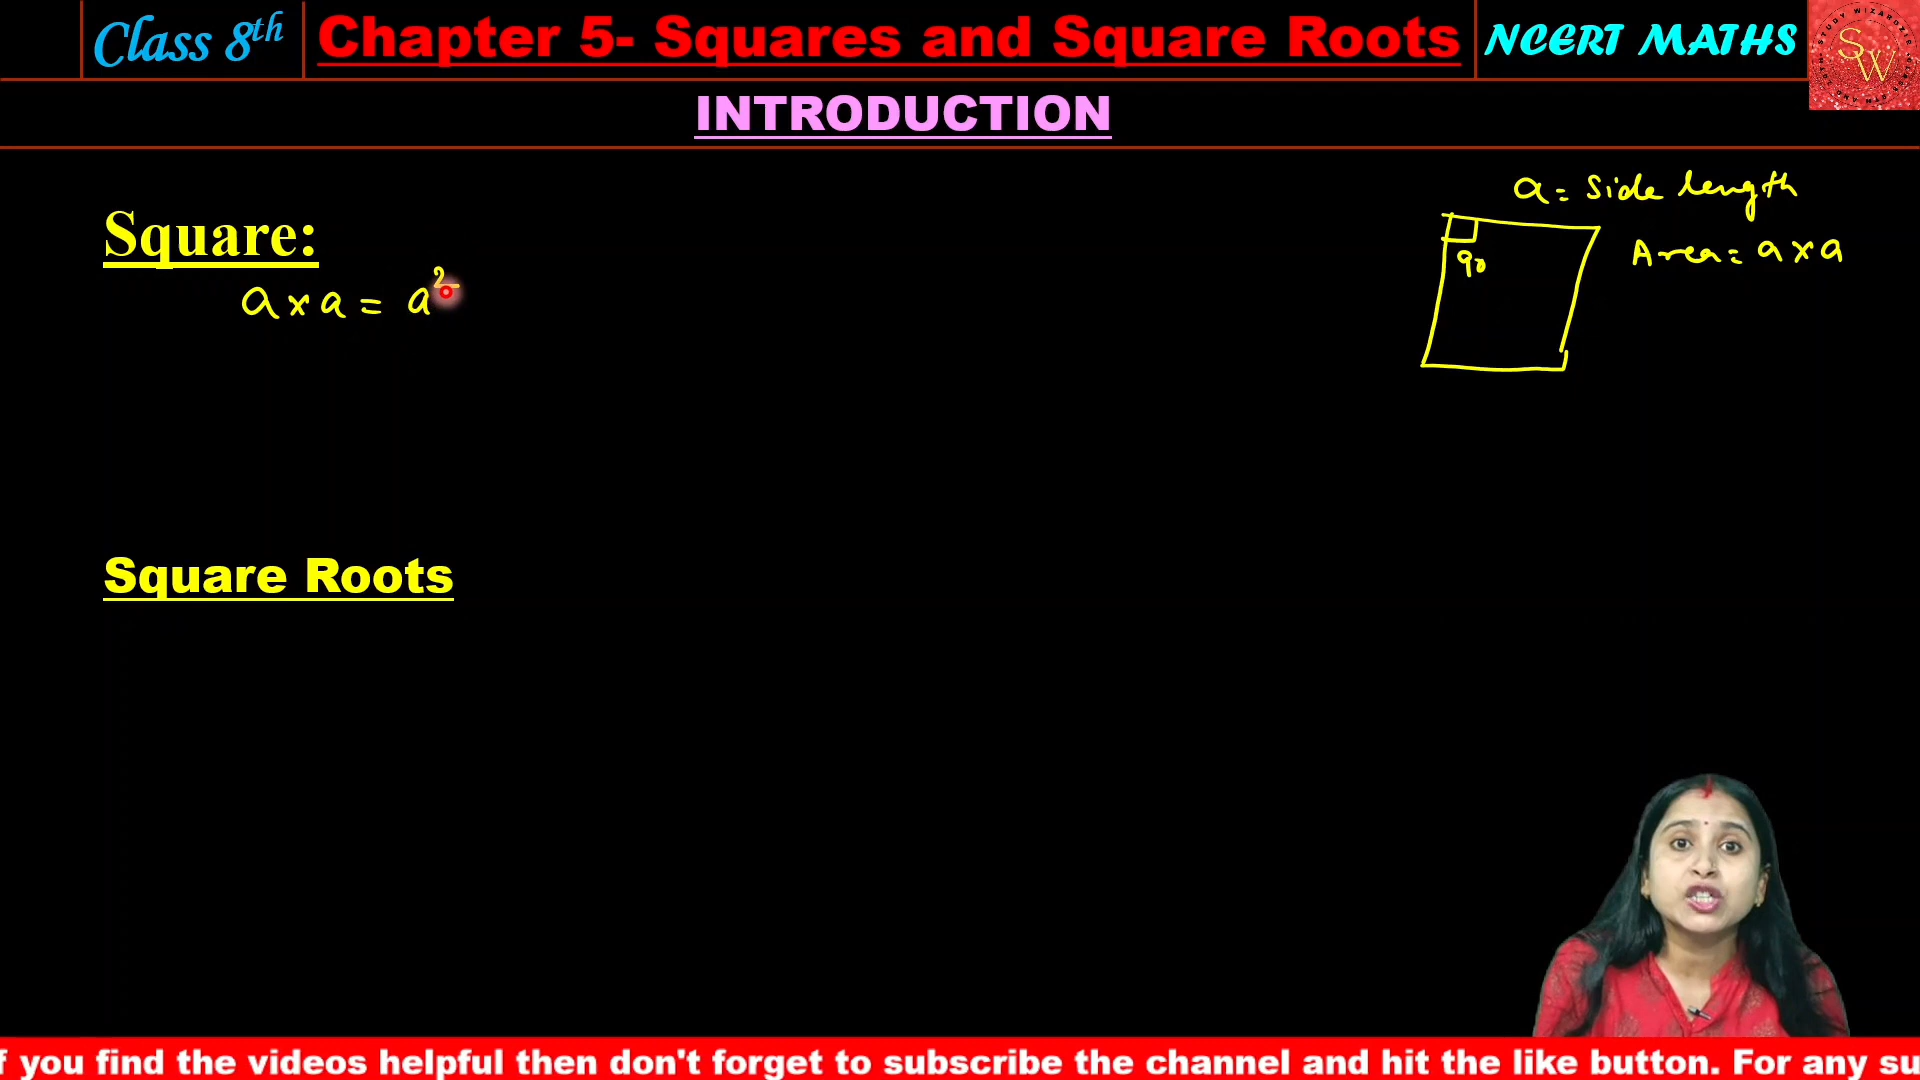 Class 8th
Chapter 5- Squares and Square Roots
NCERT MATHS
SW
INTRODUCTION
a = Side length
Square:
Area = a x a
90
a x a = a²
Square Roots
f you find the videos helpful then don't forget to subscribe the channel and hit the like button. For any su